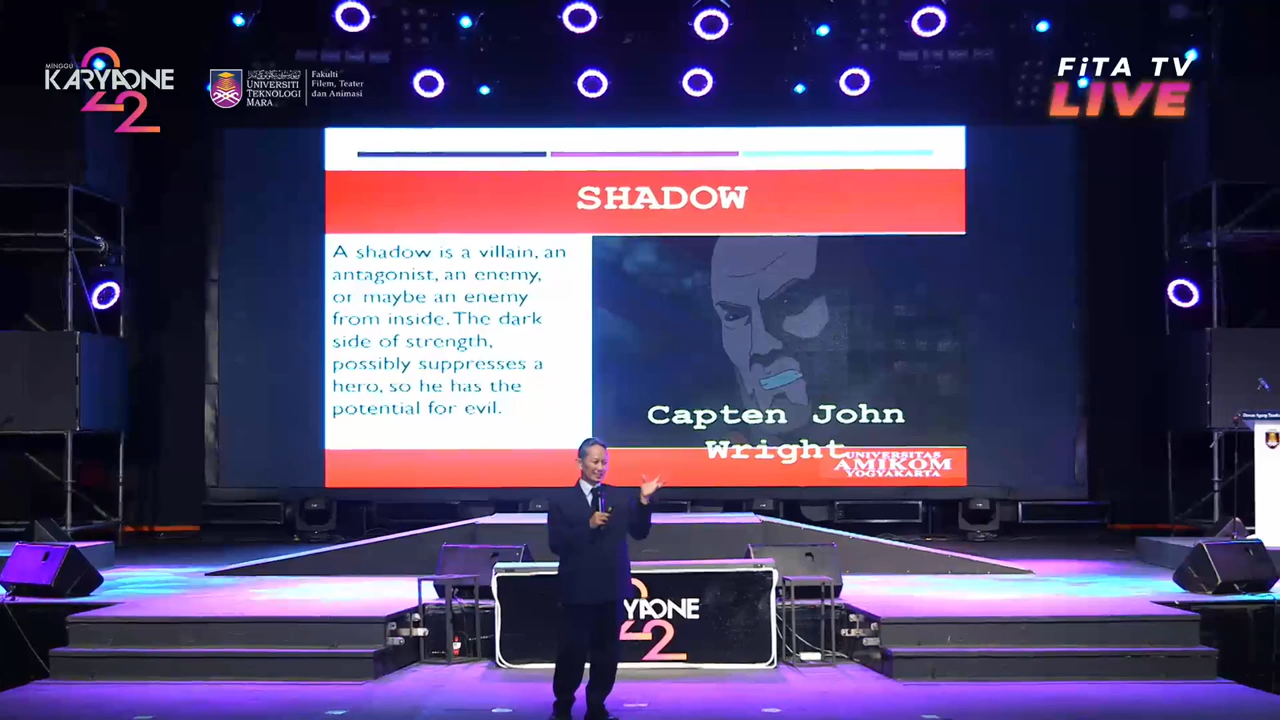 MINGGU
KARYAONE
22
UNIVERSITI
TEKNOLOGI
MARA
Fakulti
Filem, Teater
dan Animasi
FiTA TV
LIVE
SHADOW
A shadow is a villain, an
antagonist, an enemy,
or maybe an enemy
from inside. The dark
side of strength,
possibly suppresses a
hero, so he has the
potential for evil.
Capten John
Wright
UNIVERSITAS
AMIKOM
YOGYAKARTA
YAONE
22